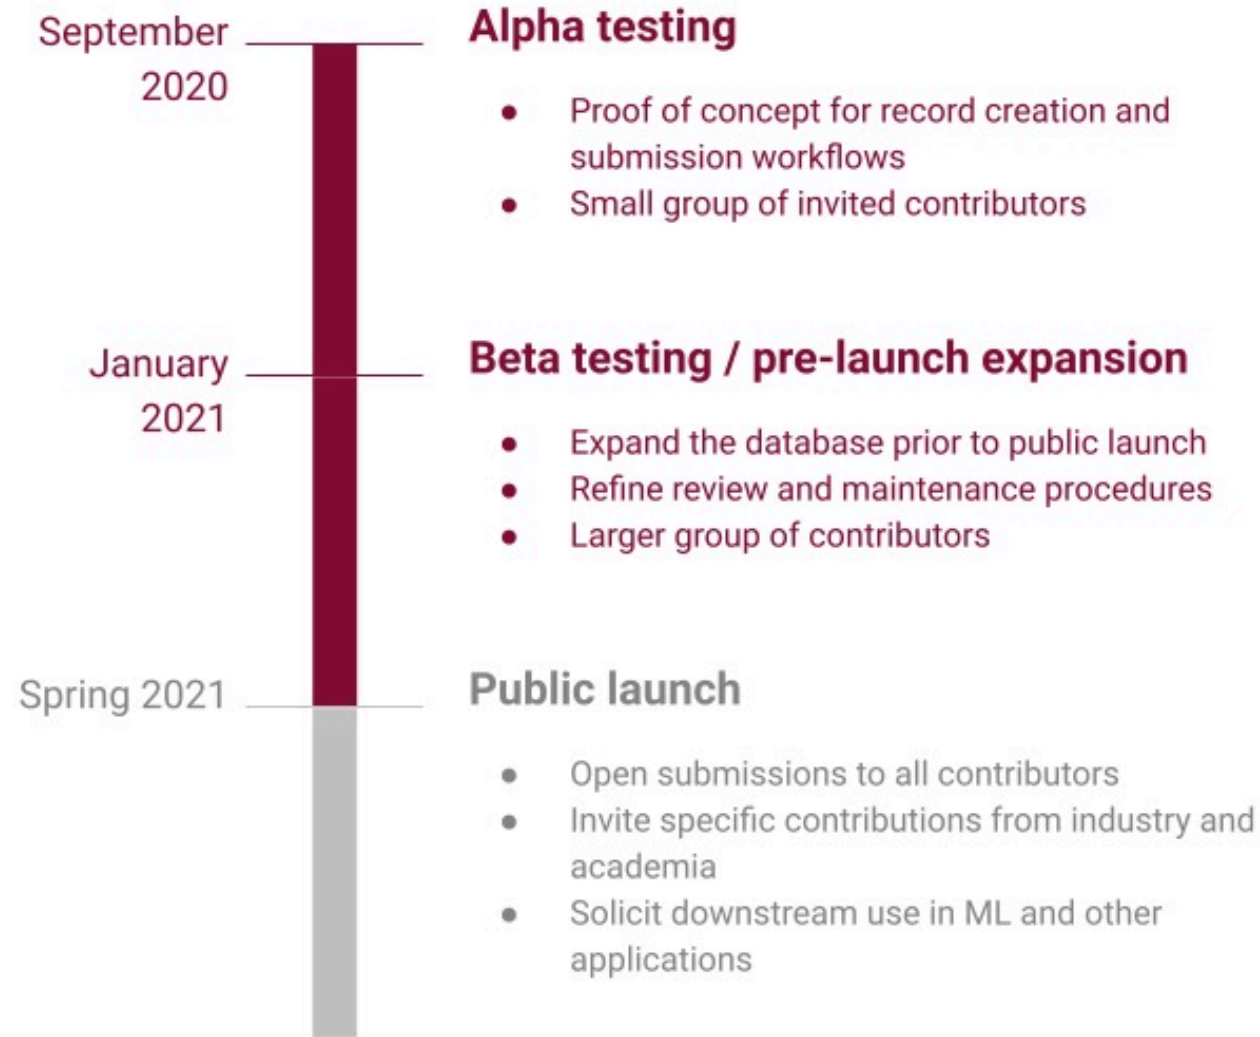 September
2020
Alpha testing
● Proof of concept for record creation and
submission workflows
● Small group of invited contributors
January
2021
Beta testing / pre-launch expansion
● Expand the database prior to public launch
● Refine review and maintenance procedures
● Larger group of contributors
Spring 2021
Public launch
● Open submissions to all contributors
● Invite specific contributions from industry and
academia
● Solicit downstream use in ML and other
applications